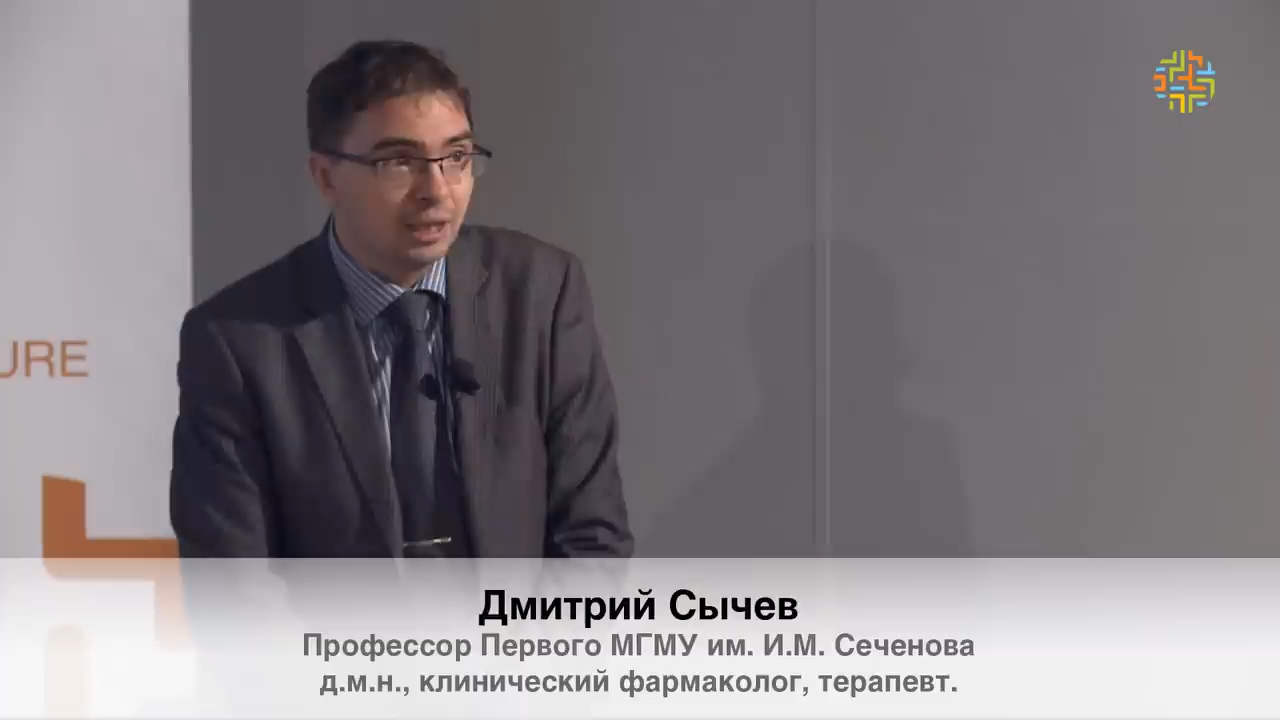 URE
Дмитрий Сычев
Профессор Первого МГМУ им. И.М. Сеченова
д.м.н., клинический фармаколог, терапевт.